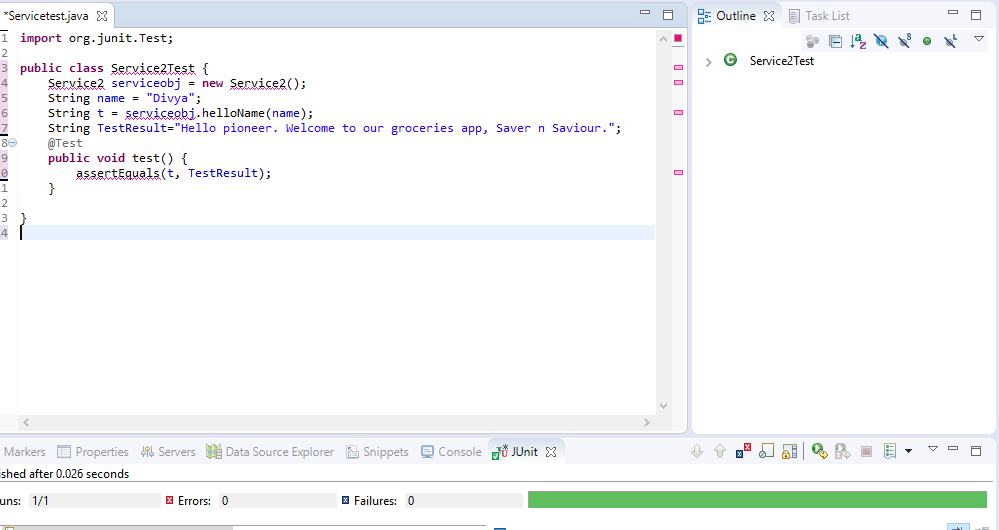 *Servicetest.java
Outline
Task List
1 import org.junit.Test;
2
3 public class Service2Test {
4 Service2 serviceobj = new Service2();
5 String name = "Divya";
6 String t = serviceobj.helloName(name);
7 String TestResult="Hello pioneer. Welcome to our groceries app, Saver n Saviour.";
8 @Test
9 public void test() {
0 assertEquals(t, TestResult);
1 }
2
3 }
4
Service2Test
Markers Properties Servers Data Source Explorer Snippets Console JUnit
ished after 0.026 seconds
uns: 1/1 Errors: 0 Failures: 0